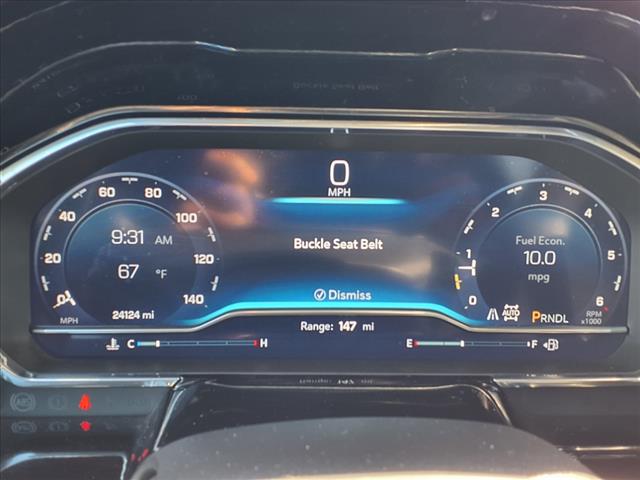 0
MPH
Buckle Seat Belt
Dismiss
Range: 147 mi
0 20 40 60 80 100 120 140
MPH
9:31 AM
67 °F
24124 mi
0 1 2 3 4 5 6
RPM
x1000
Fuel Econ.
10.0
mpg
AUTO
PRNDL
C H
E F